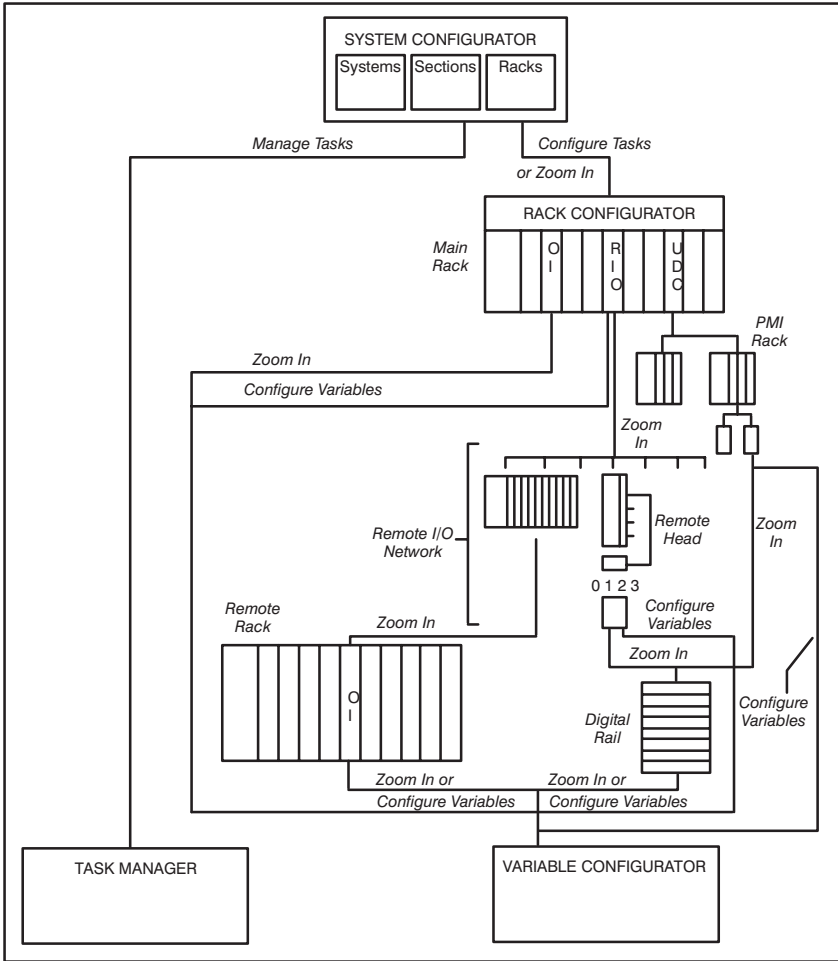 SYSTEM CONFIGURATOR
Systems
Sections
Racks
Manage Tasks
Configure Tasks
or Zoom In
RACK CONFIGURATOR
Main
Rack
O
I
R
I
O
U
D
C
PMI
Rack
Zoom In
Configure Variables
Zoom
In
Remote I/O
Network
Remote
Head
Zoom
In
0 1 2 3
Remote
Rack
Zoom In
Configure
Variables
Zoom In
O
I
Digital
Rail
Configure
Variables
Zoom In or
Configure Variables
Zoom In or
Configure Variables
TASK MANAGER
VARIABLE CONFIGURATOR